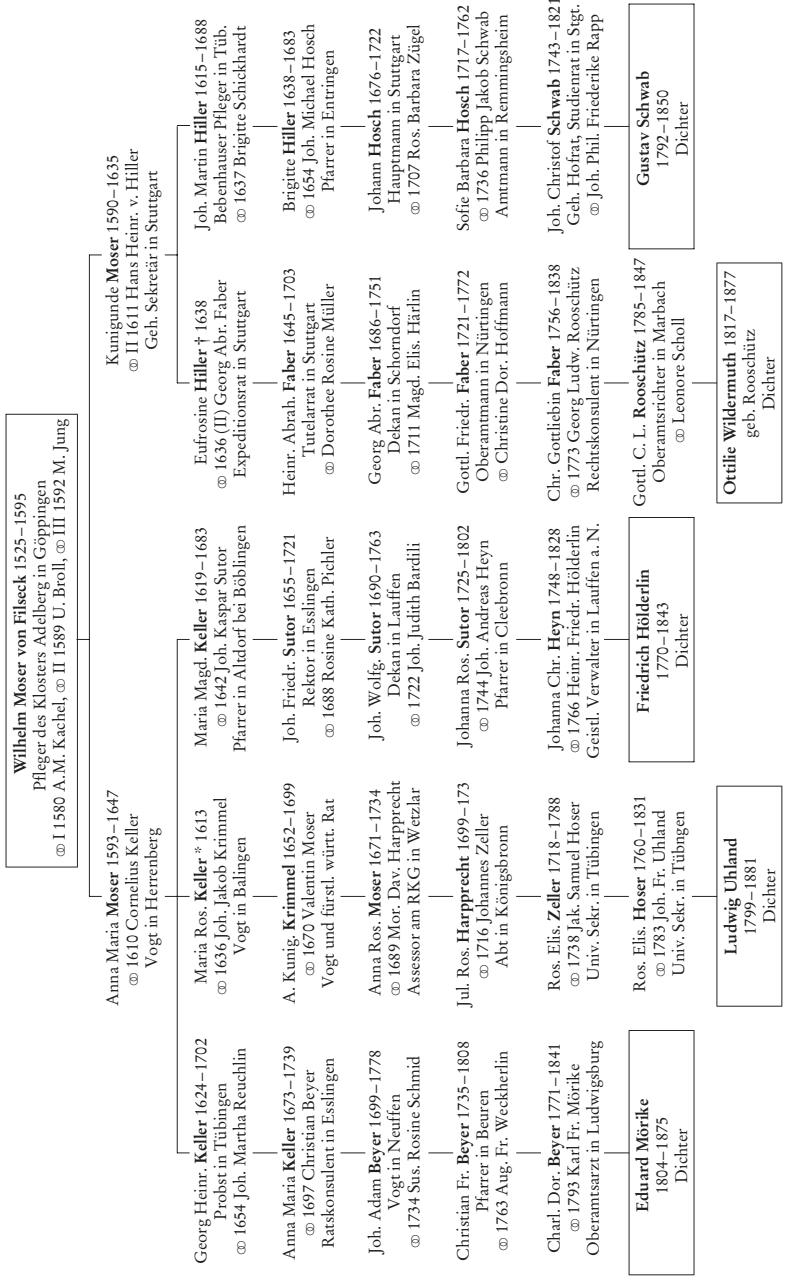 Wilhelm Moser von Filseck 1525–1595
Pfleger des Klosters Adelberg in Göppingen
⚭ I 1580 A.M. Kachel, ⚭ II 1589 U. Broll, ⚭ III 1592 M. Jung
Anna Maria Moser 1593–1647
⚭ 1610 Cornelius Keller
Vogt in Herrenberg
Kunigunde Moser 1590–1635
⚭ II 1611 Hans Heinr. v. Hiller
Geh. Sekretär in Stuttgart
Georg Heinr. Keller 1624–1702
Probst in Tübingen
⚭ 1654 Joh. Martha Reuchlin
Anna Maria Keller 1673–1739
⚭ 1697 Christian Beyer
Ratskonsulent in Esslingen
Joh. Adam Beyer 1699–1778
Vogt in Neuffen
⚭ 1734 Sus. Rosine Schmid
Christian Fr. Beyer 1735–1808
Pfarrer in Beuren
⚭ 1763 Aug. Fr. Weckherlin
Charl. Dor. Beyer 1771–1841
⚭ 1793 Karl Fr. Mörike
Oberamtsarzt in Ludwigsburg
Eduard Mörike
1804–1875
Dichter
Maria Ros. Keller * 1613
⚭ 1636 Joh. Jakob Krimmel
Vogt in Balingen
A. Kunig. Krimmel 1652–1699
⚭ 1670 Valentin Moser
Vogt und fürstl. württ. Rat
Anna Ros. Moser 1671–1734
⚭ 1689 Mor. Dav. Harpprecht
Assessor am RKG in Wetzlar
Jul. Ros. Harpprecht 1699–173
⚭ 1716 Johannes Zeller
Abt in Königsbronn
Ros. Elis. Zeller 1718–1788
⚭ 1738 Jak. Samuel Hoser
Univ. Sekr. in Tübingen
Ros. Elis. Hoser 1760–1831
⚭ 1783 Joh. Fr. Uhland
Univ. Sekr. in Tübngen
Ludwig Uhland
1799–1881
Dichter
Maria Magd. Keller 1619–1683
⚭ 1642 Joh. Kaspar Sutor
Pfarrer in Altdorf bei Böblingen
Joh. Friedr. Sutor 1655–1721
Rektor in Esslingen
⚭ 1688 Rosine Kath. Pichler
Joh. Wolfg. Sutor 1690–1763
Dekan in Lauffen
⚭ 1722 Joh. Judith Bardili
Johanna Ros. Sutor 1725–1802
⚭ 1744 Joh. Andreas Heyn
Pfarrer in Cleebronn
Johanna Chr. Heyn 1748–1828
⚭ 1766 Heinr. Friedr. Hölderlin
Geistl. Verwalter in Lauffen a. N.
Friedrich Hölderlin
1770–1843
Dichter
Eufrosine Hiller † 1638
⚭ 1636 (II) Georg Abr. Faber
Expeditionsrat in Stuttgart
Heinr. Abrah. Faber 1645–1703
Tutelarrat in Stuttgart
⚭ Dorothee Rosine Müller
Georg Abr. Faber 1686–1751
Dekan in Schorndorf
⚭ 1711 Magd. Elis. Härlin
Gottl. Friedr. Faber 1721–1772
Oberamtmann in Nürtingen
⚭ Christine Dor. Hoffmann
Chr. Gottliebin Faber 1756–1838
⚭ 1773 Georg Ludw. Rooschütz
Rechtskonsulent in Nürtingen
Gottl. C. L. Rooschütz 1785–1847
Oberamtsrichter in Marbach
⚭ Leonore Scholl
Ottilie Wildermuth 1817–1877
geb. Rooschütz
Dichter
Joh. Martin Hiller 1615–1688
Bebenhauser Pfleger in Tüb.
⚭ 1637 Brigitte Schickhardt
Brigitte Hiller 1638–1683
⚭ 1654 Joh. Michael Hosch
Pfarrer in Entringen
Johann Hosch 1676–1722
Hauptmann in Stuttgart
⚭ 1707 Ros. Barbara Zügel
Sofie Barbara Hosch 1717–1762
⚭ 1736 Philipp Jakob Schwab
Amtmann in Remmingsheim
Joh. Christof Schwab 1743–1821
Geh. Hofrat, Studienrat in Stgt.
⚭ Joh. Phil. Friederike Rapp
Gustav Schwab
1792–1850
Dichter